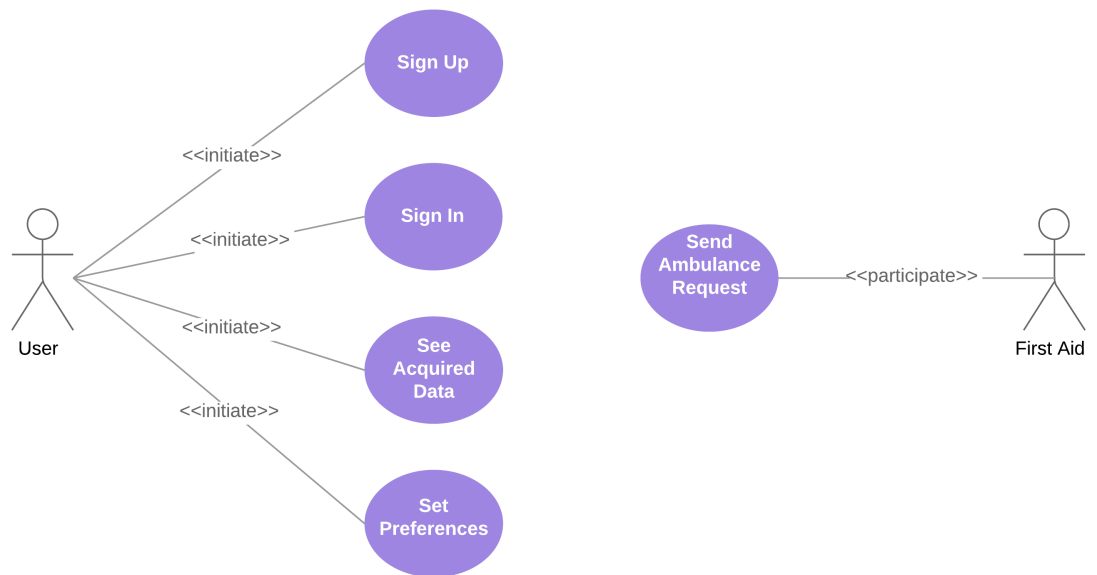 Sign Up
<<initiate>>
Sign In
<<initiate>>
<<initiate>>
See
Acquired
Data
<<initiate>>
Set
Preferences
User
Send
Ambulance
Request
<<participate>>
First Aid